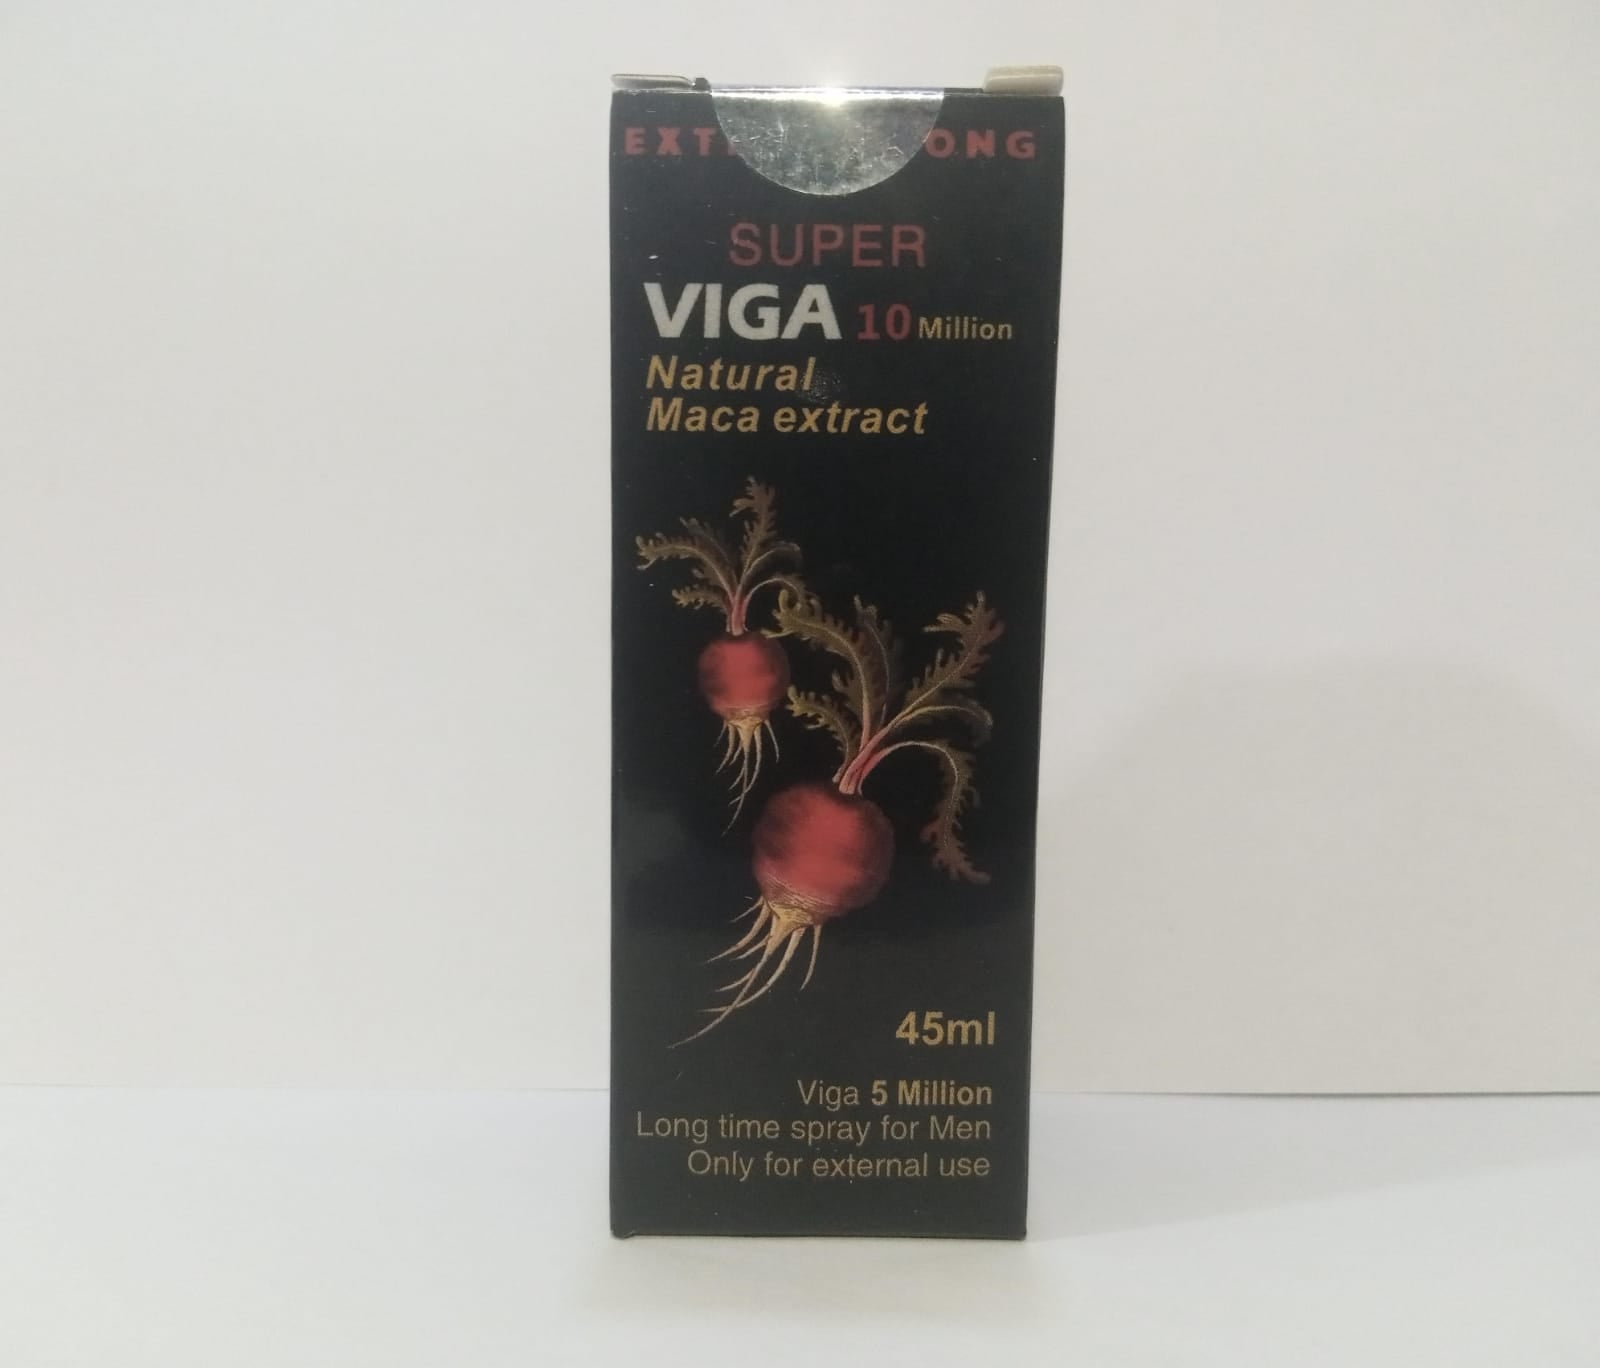 SUPER
VIGA 10 Million
Natural
Maca extract
45ml
Viga 5 Million
Long time spray for Men
Only for external use